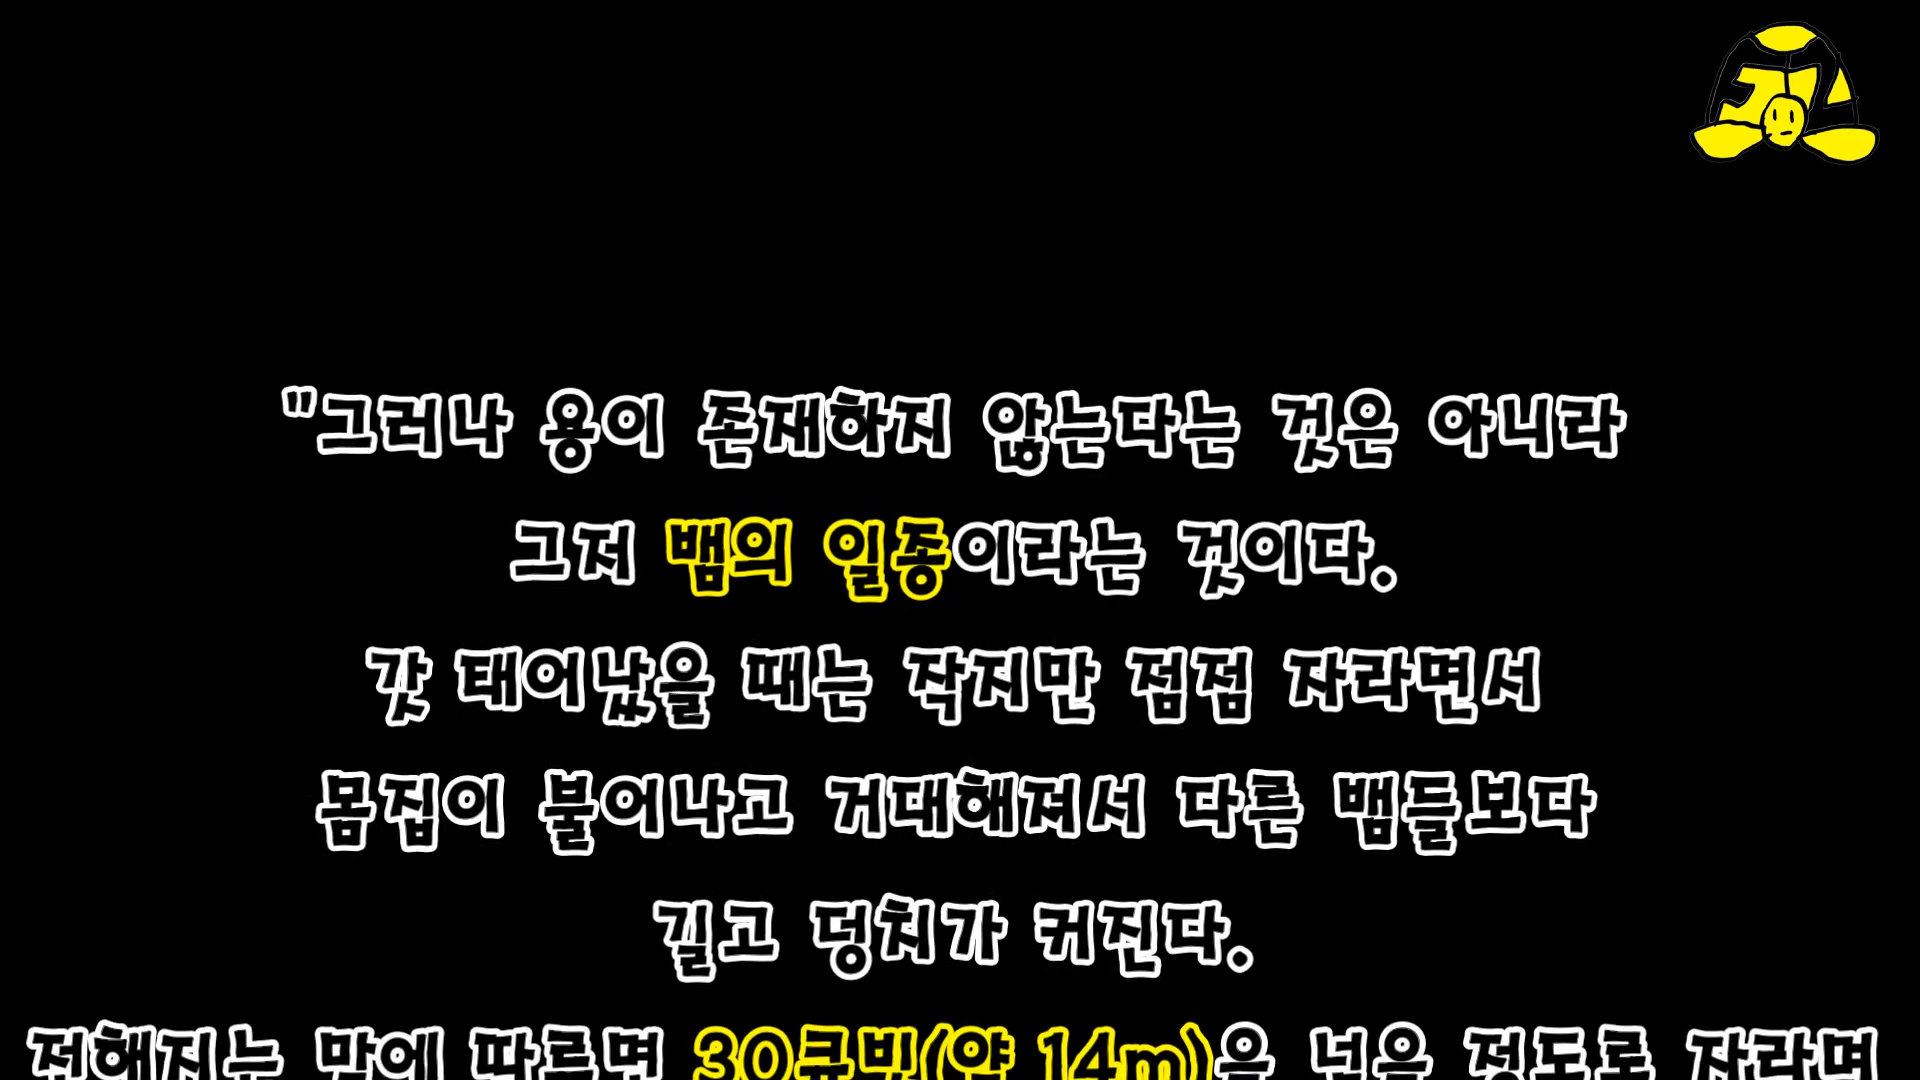 "그러나 용이 존재하지 않는다는 것은 아니라
그저 뱀의 일종이라는 것이다.
갓 태어났을 때는 작지만 점점 자라면서
몸집이 불어나고 거대해져서 다른 뱀들보다
길고 덩치가 커진다.
전해지는 말에 따르면 30큐빗(약 14m)을 넘을 정도로 자라며